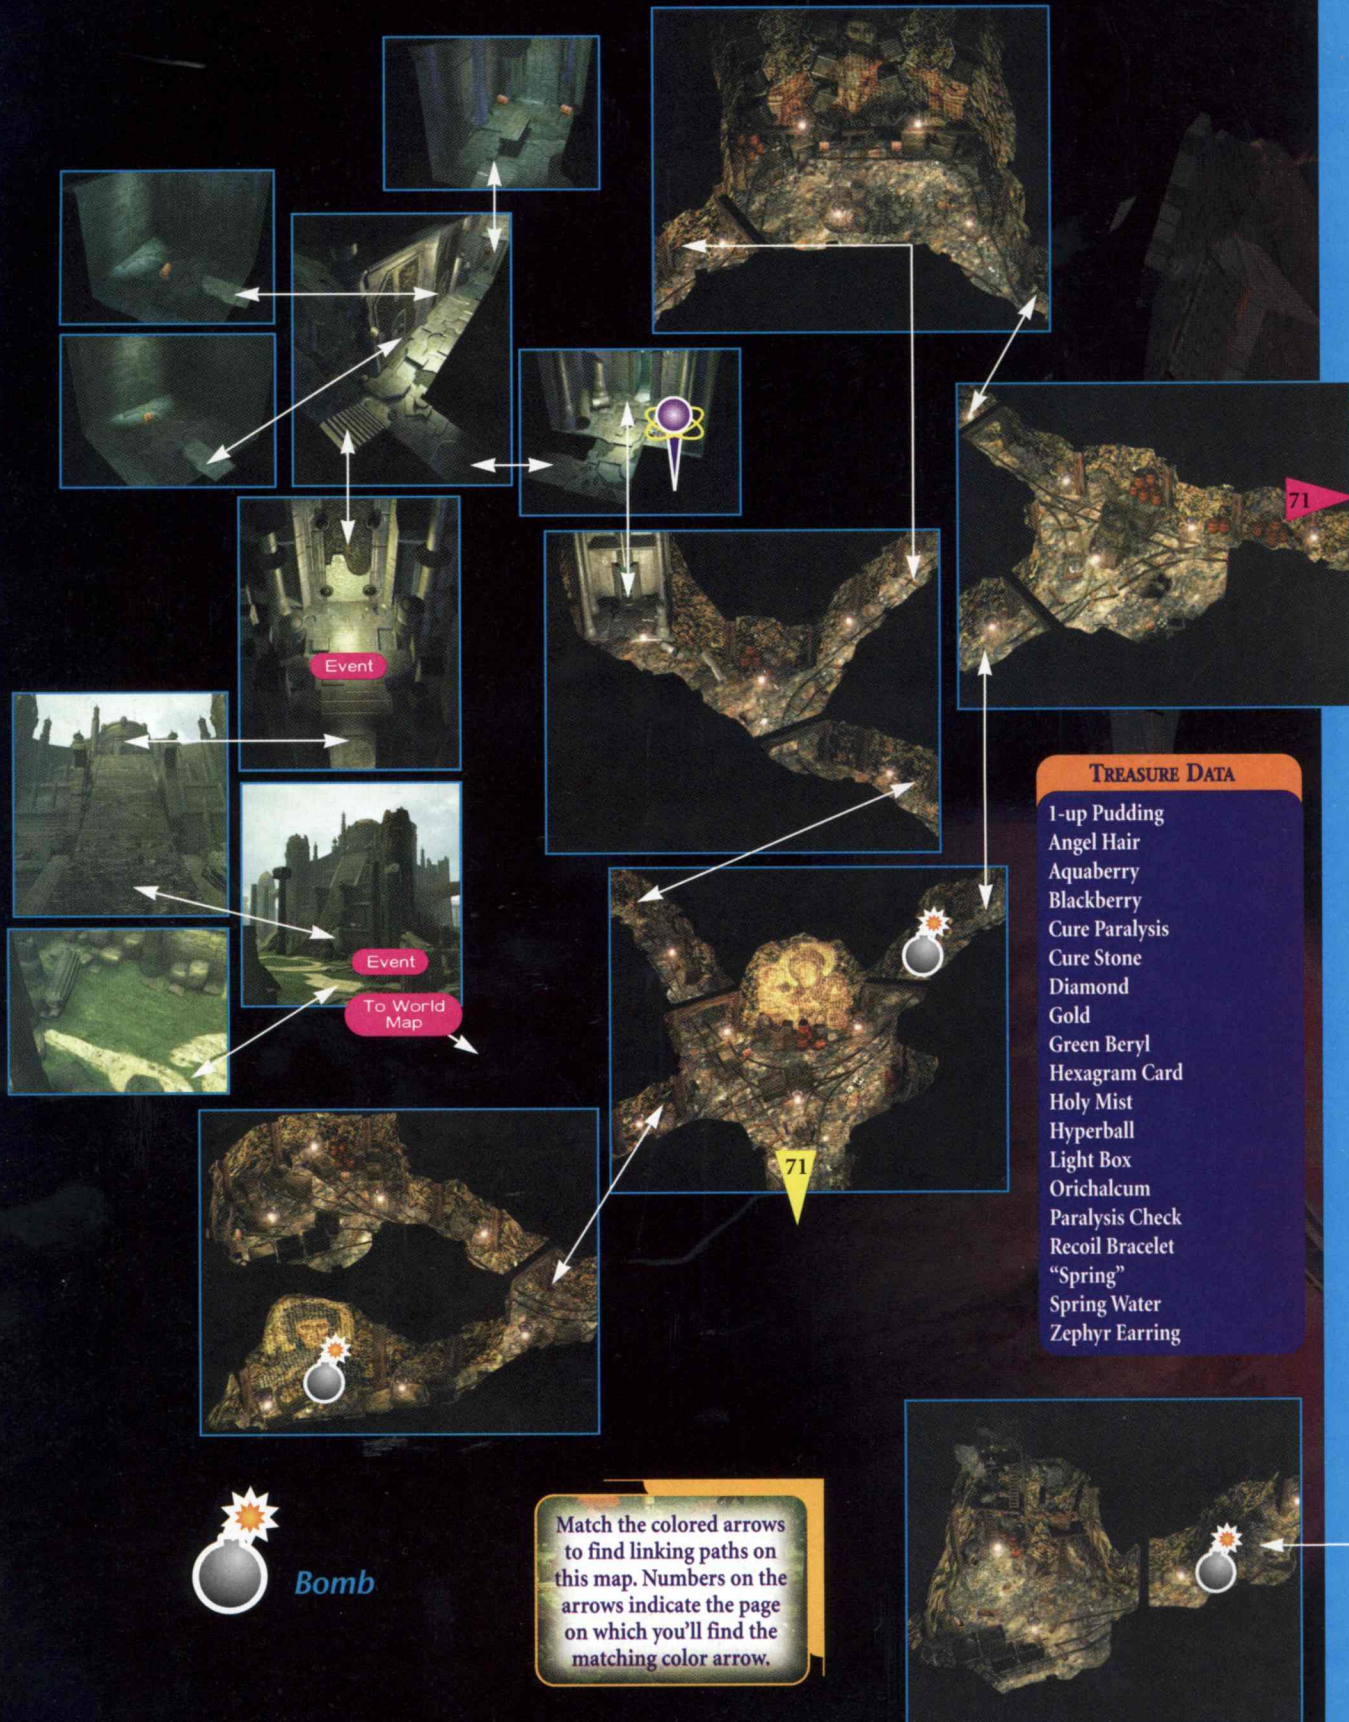 71
Event
Event
To World
Map
71
TREASURE DATA
1-up Pudding
Angel Hair
Aquaberry
Blackberry
Cure Paralysis
Cure Stone
Diamond
Gold
Green Beryl
Hexagram Card
Holy Mist
Hyperball
Light Box
Orichalcum
Paralysis Check
Recoil Bracelet
“Spring”
Spring Water
Zephyr Earring
Bomb
Match the colored arrows
to find linking paths on
this map. Numbers on the
arrows indicate the page
on which you’ll find the
matching color arrow.